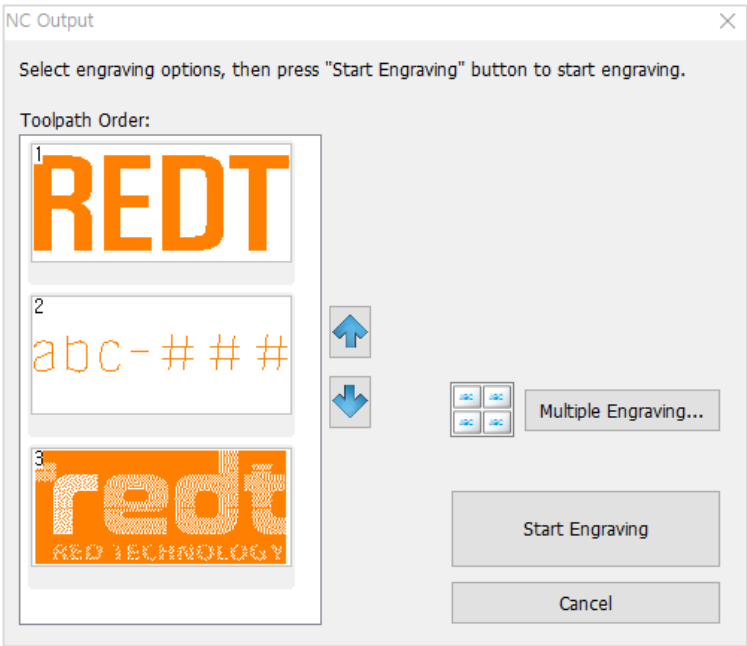 NC Output
Select engraving options, then press "Start Engraving" button to start engraving.
Toolpath Order:
1
REDT
2
abc-###
3
redt
RED TECHNOLOGY
Multiple Engraving...
Start Engraving
Cancel